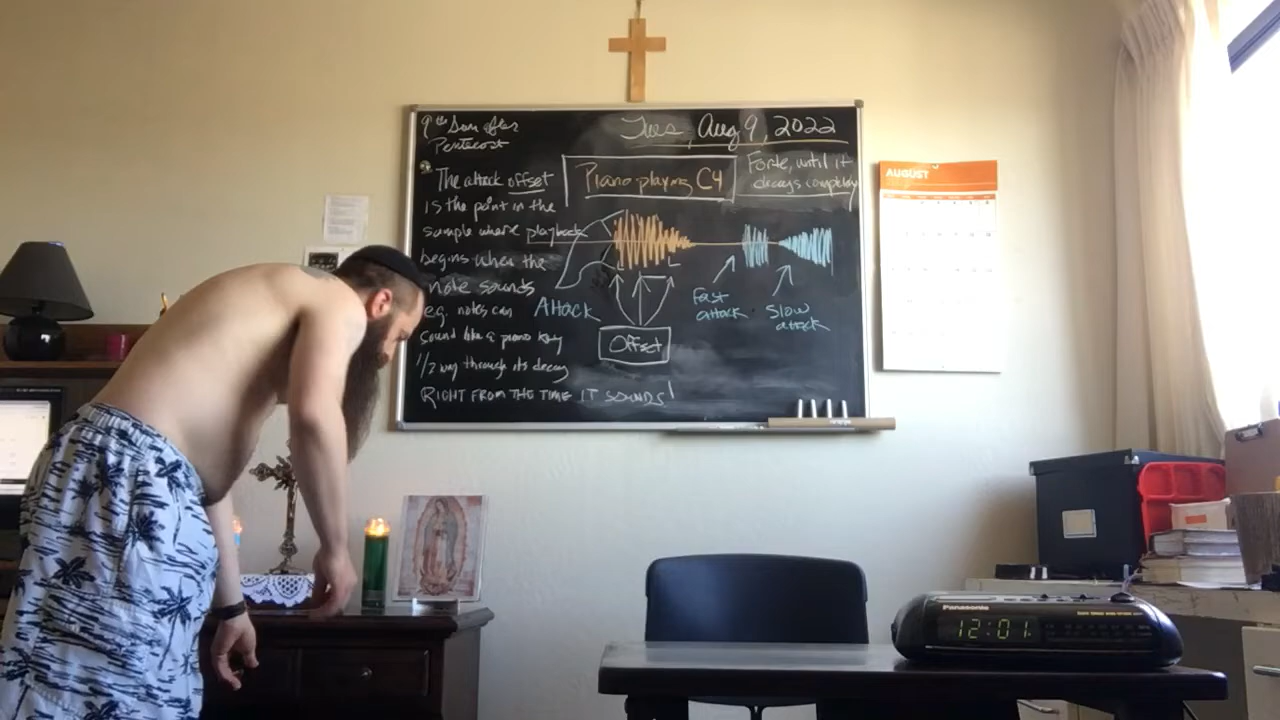 9th Sun after
Pentecost
Tues, Aug 9, 2022
The attack offset
is the point in the
sample where playback
begins when the
note sounds
e.g. notes can
sound like a piano key
1/2 way through its decay
RIGHT FROM THE TIME IT SOUNDS!
Piano playing C4
Forte, until it
decays completely
Attack
Offset
Fast
attack
Slow
attack
AUGUST
Panasonic
12:01